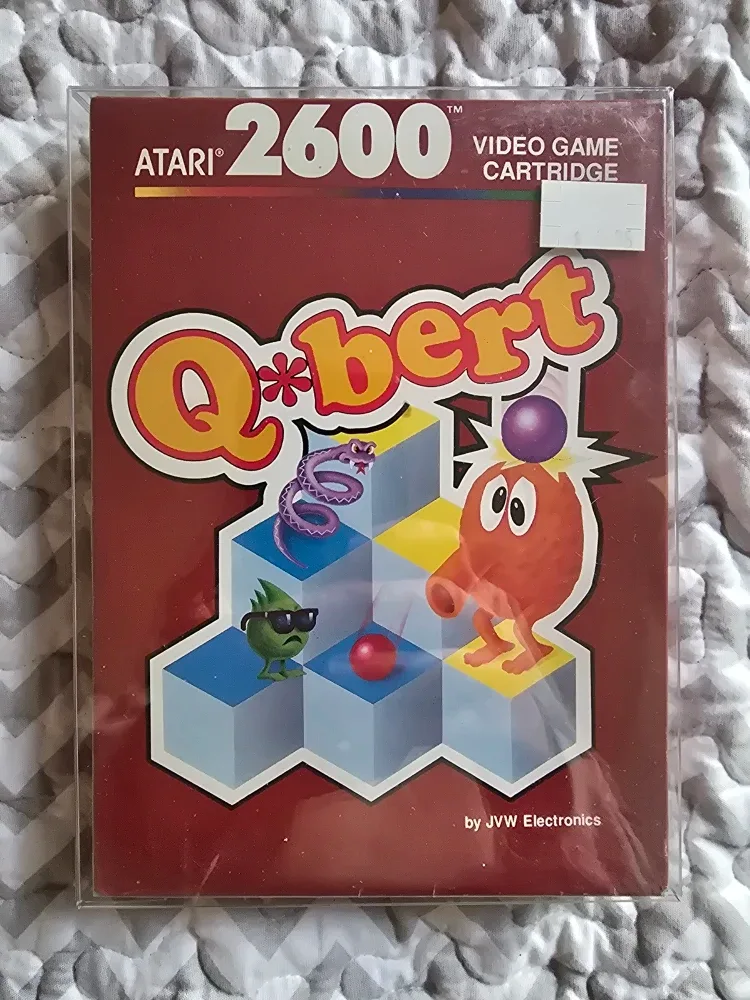 ATARI® 2600™
VIDEO GAME
CARTRIDGE
Q*bert
by JVW Electronics